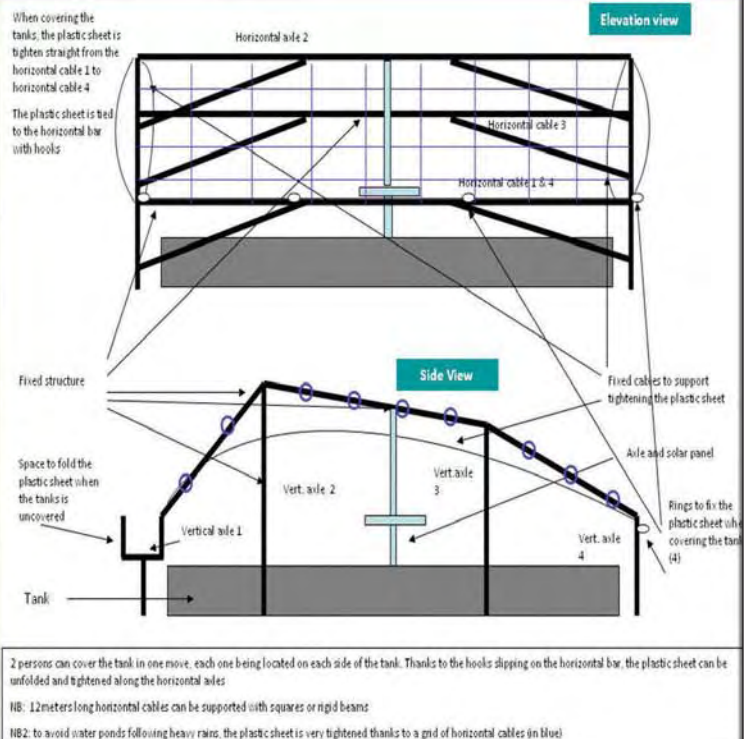 When covering the
tanks, the plastic sheet is
tighten straight from the
horizontal cable 1 to
horizontal cable 4
The plastic sheet is tied
to the horizontal bar
with hooks
Elevation view
Horizontal axle 2
Horizontal cable 3
Horizontal cable 1 & 4
Fixed structure
Side View
Fixed cables to support
tightening the plastic sheet
Axle and solar panel
Space to fold the
plastic sheet when
the tanks is
uncovered
Vert. axle 2
Vert.axle
3
Vertical axle 1
Vert. axle
4
Rings to fix the
plastic sheet whe
covering the tank
(4)
Tank
2 persons can cover the tank in one move, each one being located on each side of the tank. Thanks to the hooks slipping on the horizontal bar, the plastic sheet can be
unfolded and tightened along the horizontal axles
NB: 12meters long horizontal cables can be supported with squares or rigid beams
NB2: to avoid water ponds following heavy rains, the plastic sheet is very tightened thanks to a grid of horizontal cables (in blue)